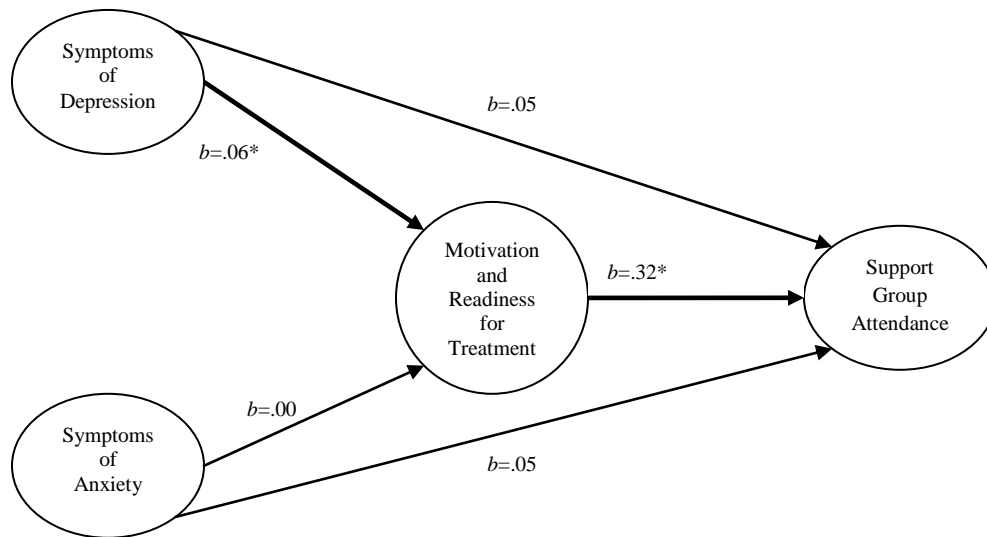 Symptoms
of
Depression
b=.05
b=.06*
Motivation
and
Readiness
for
Treatment
b=.32*
Support
Group
Attendance
b=.00
Symptoms
of
Anxiety
b=.05